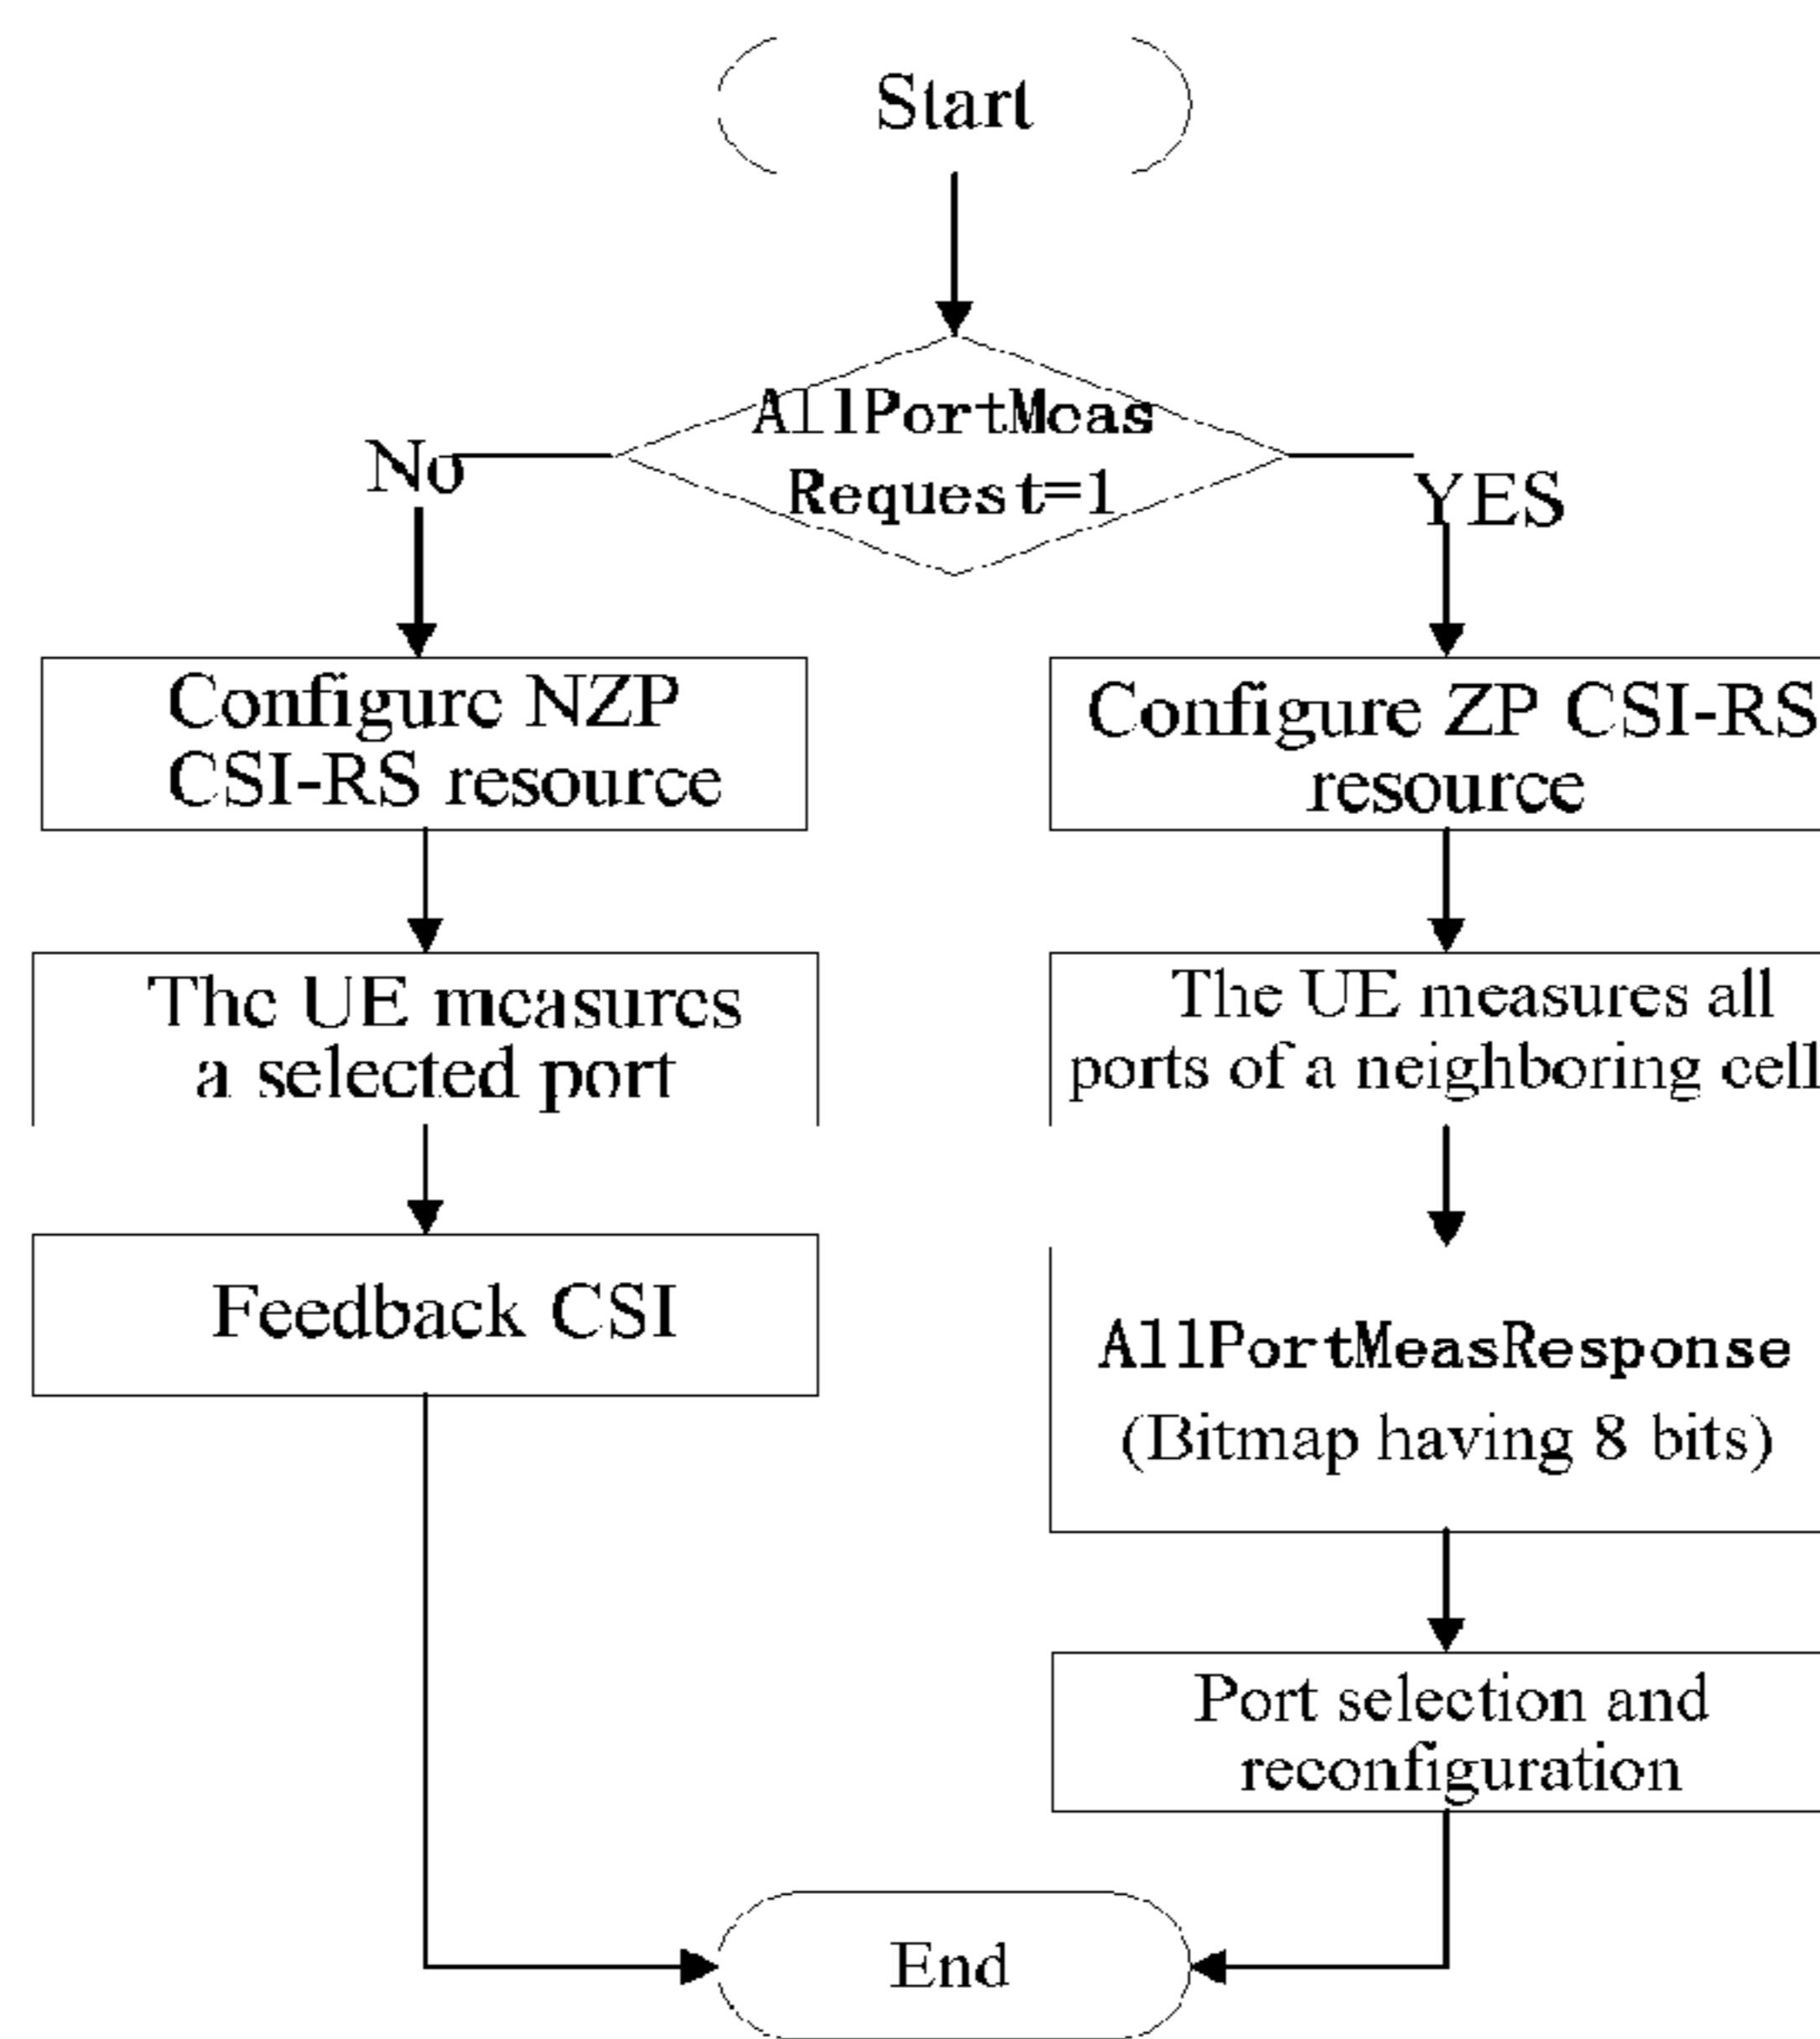 Start
AllPortMeas
Request=1
No
YES
Configure NZP
CSI-RS resource
Configure ZP CSI-RS
resource
The UE measures
a selected port
The UE measures all
ports of a neighboring cell
Feedback CSI
AllPortMeasResponse
(Bitmap having 8 bits)
Port selection and
reconfiguration
End